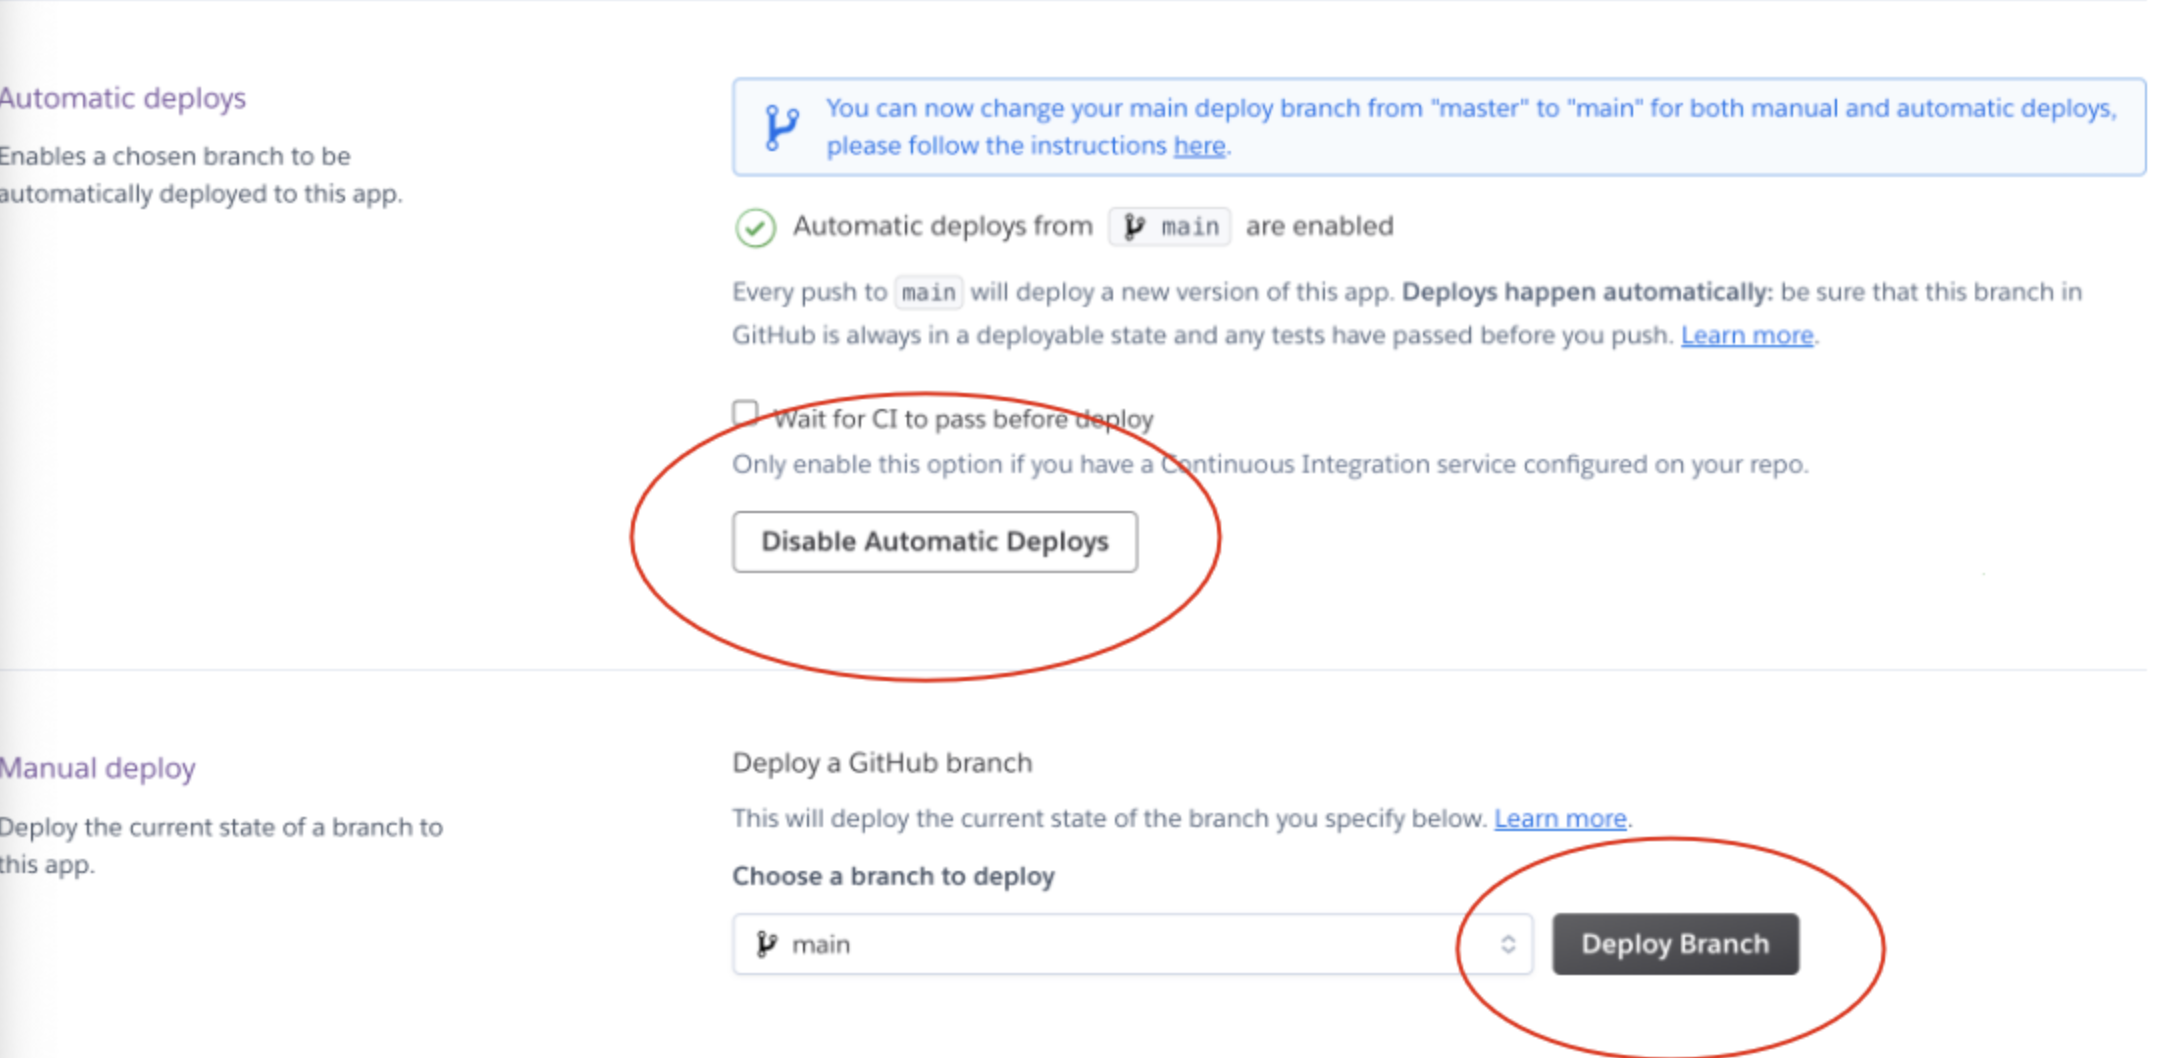 Automatic deploys
Enables a chosen branch to be
automatically deployed to this app.
You can now change your main deploy branch from "master" to "main" for both manual and automatic deploys,
please follow the instructions here.
Automatic deploys from main are enabled
Every push to main will deploy a new version of this app. Deploys happen automatically: be sure that this branch in
GitHub is always in a deployable state and any tests have passed before you push. Learn more.
Wait for CI to pass before deploy
Only enable this option if you have a Continuous Integration service configured on your repo.
Disable Automatic Deploys
Manual deploy
Deploy the current state of a branch to
this app.
Deploy a GitHub branch
This will deploy the current state of the branch you specify below. Learn more.
Choose a branch to deploy
main
Deploy Branch